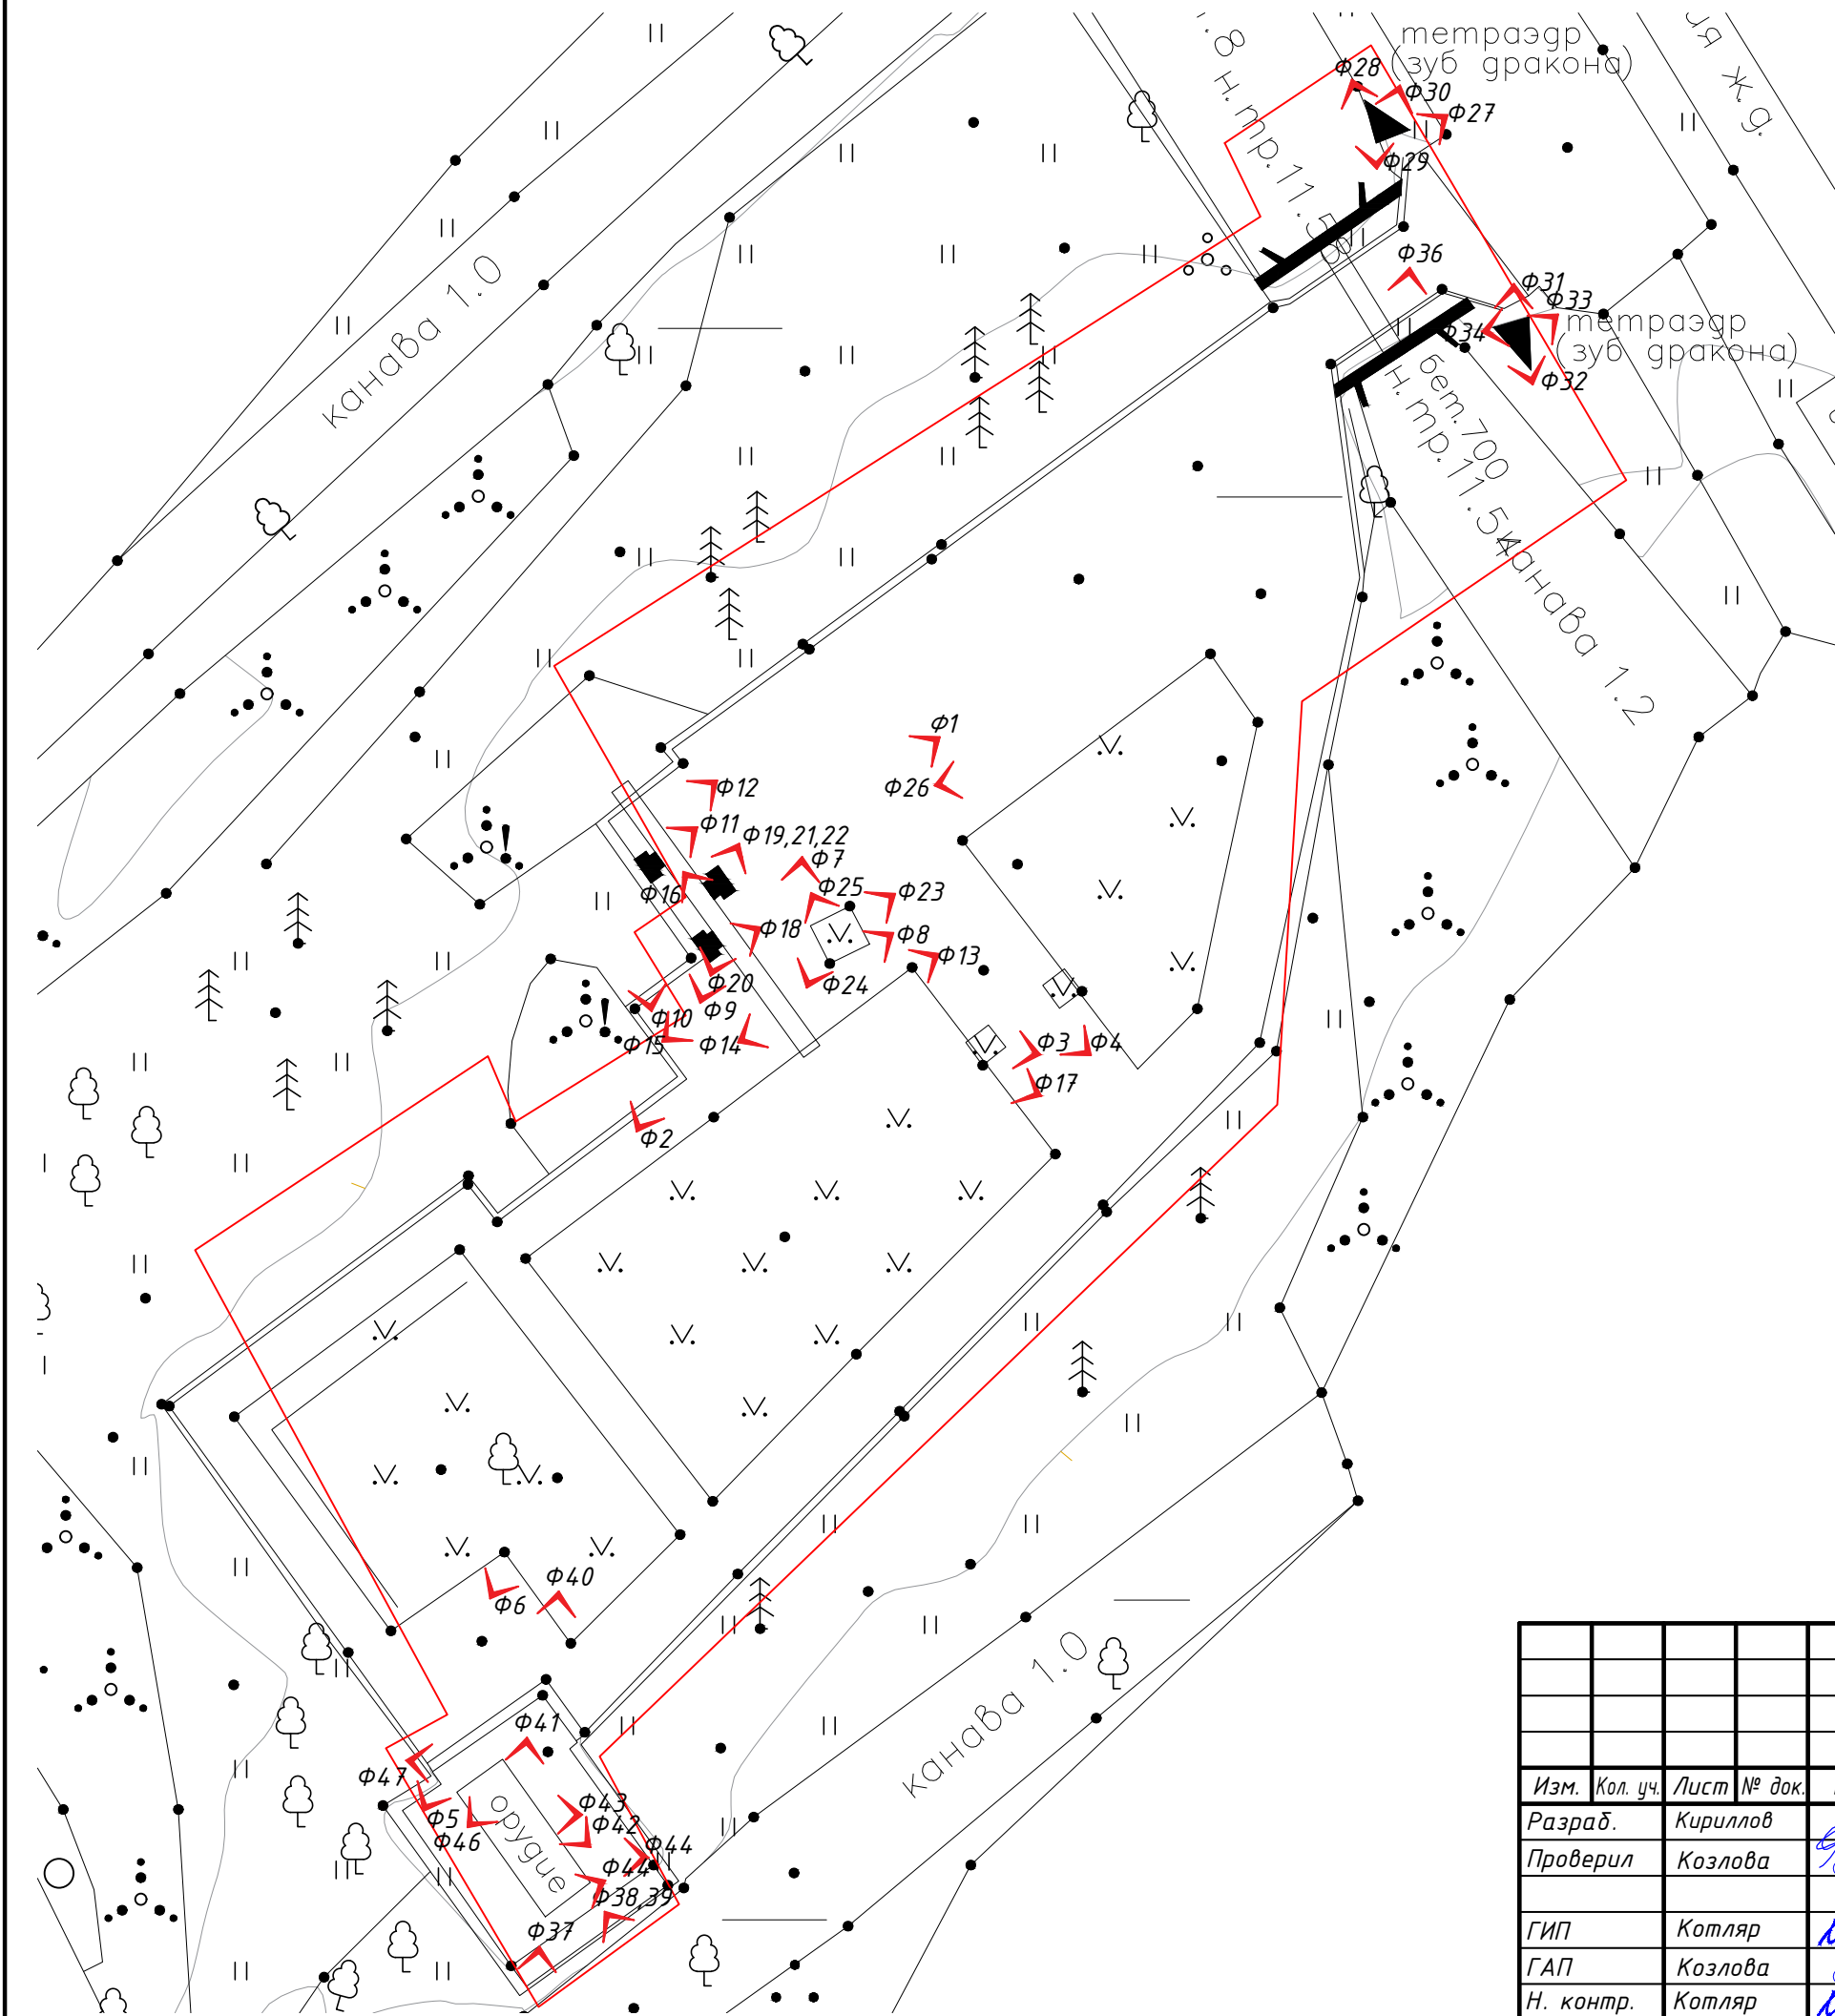 тетраэдр
(зуб дракона)
Ф28
Ф30
Ф27
Ф29
н.тр.11.5
Ф36
Ф31
Ф33
тетраэдр
(зуб дракона)
Ф34
Ф32
ж.д.
канава 1.0
бет.700
н.тр.11.5
канава 1.2
Ф1
Ф26
Ф12
Ф11
Ф19,21,22
Ф7
Ф16
Ф25
Ф23
Ф18
Ф8
Ф13
Ф20
Ф24
Ф9
Ф10
Ф15
Ф14
Ф3
Ф4
Ф17
Ф2
Ф40
Ф6
канава 1.0
Ф41
Ф47
Ф5
Ф46
орудие
Ф43
Ф42
Ф44
Ф44
Ф38,39
Ф37
Изм. Кол. уч. Лист № док.
Разраб. Кириллов
Проверил Козлова
ГИП Котляр
ГАП Козлова
Н. контр. Котляр